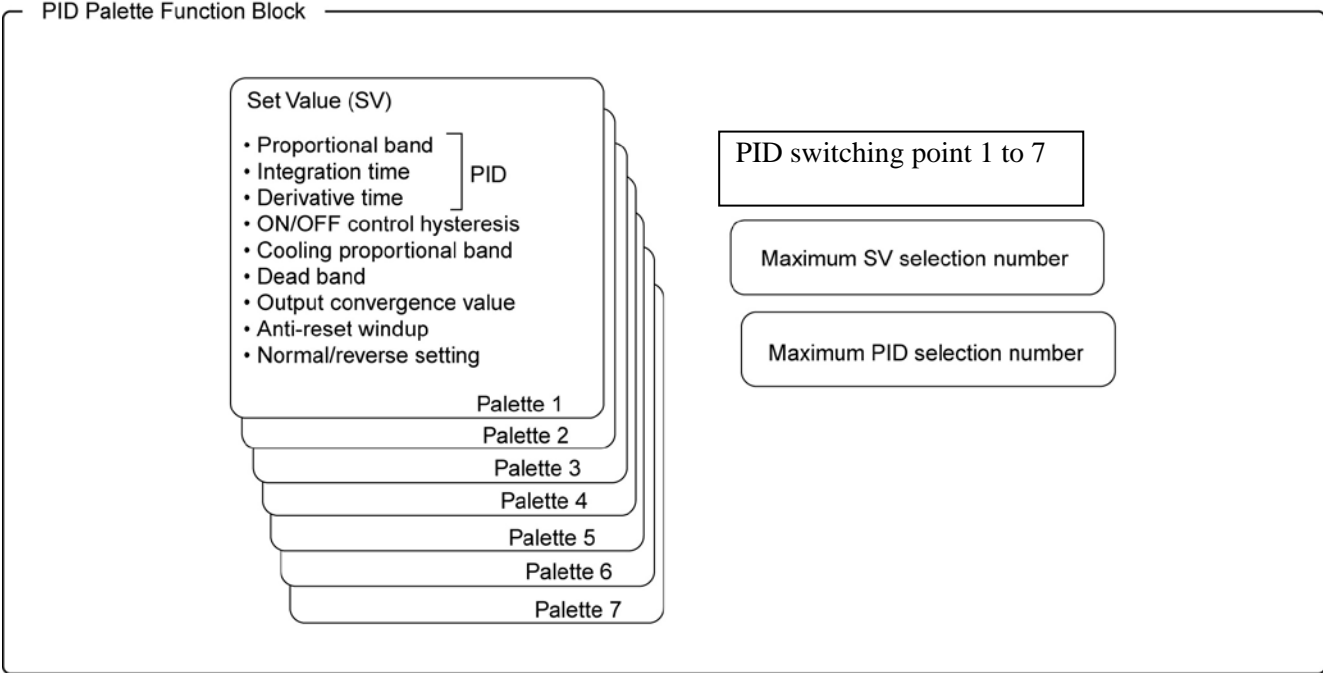 PID Palette Function Block
Set Value (SV)
• Proportional band
• Integration time
• Derivative time
PID
• ON/OFF control hysteresis
• Cooling proportional band
• Dead band
• Output convergence value
• Anti-reset windup
• Normal/reverse setting
Palette 1
Palette 2
Palette 3
Palette 4
Palette 5
Palette 6
Palette 7
PID switching point 1 to 7
Maximum SV selection number
Maximum PID selection number